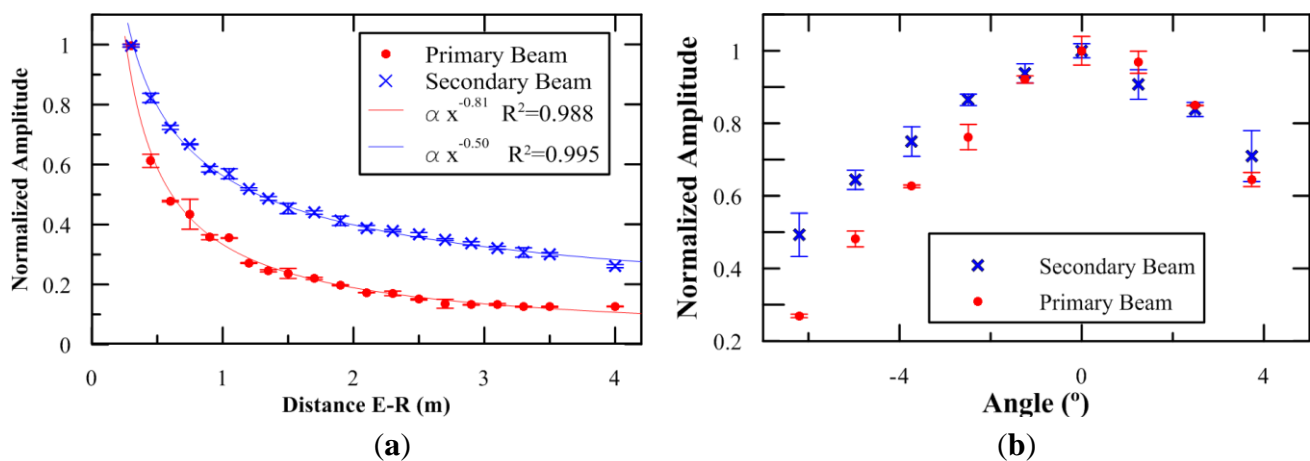 Normalized Amplitude
1
0.8
0.6
0.4
0.2
0
0
1
2
3
4
Distance E-R (m)
Primary Beam
Secondary Beam
α x^-0.81 R²=0.988
α x^-0.50 R²=0.995
(a)
Normalized Amplitude
1
0.8
0.6
0.4
0.2
-4
0
4
Angle (º)
Secondary Beam
Primary Beam
(b)